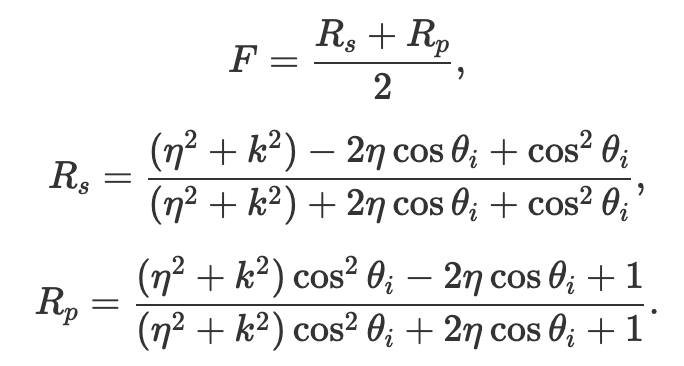 F = \frac{R_s + R_p}{2},
R_s = \frac{(\eta^2 + k^2) - 2\eta \cos \theta_i + \cos^2 \theta_i}{(\eta^2 + k^2) + 2\eta \cos \theta_i + \cos^2 \theta_i},
R_p = \frac{(\eta^2 + k^2) \cos^2 \theta_i - 2\eta \cos \theta_i + 1}{(\eta^2 + k^2) \cos^2 \theta_i + 2\eta \cos \theta_i + 1}.